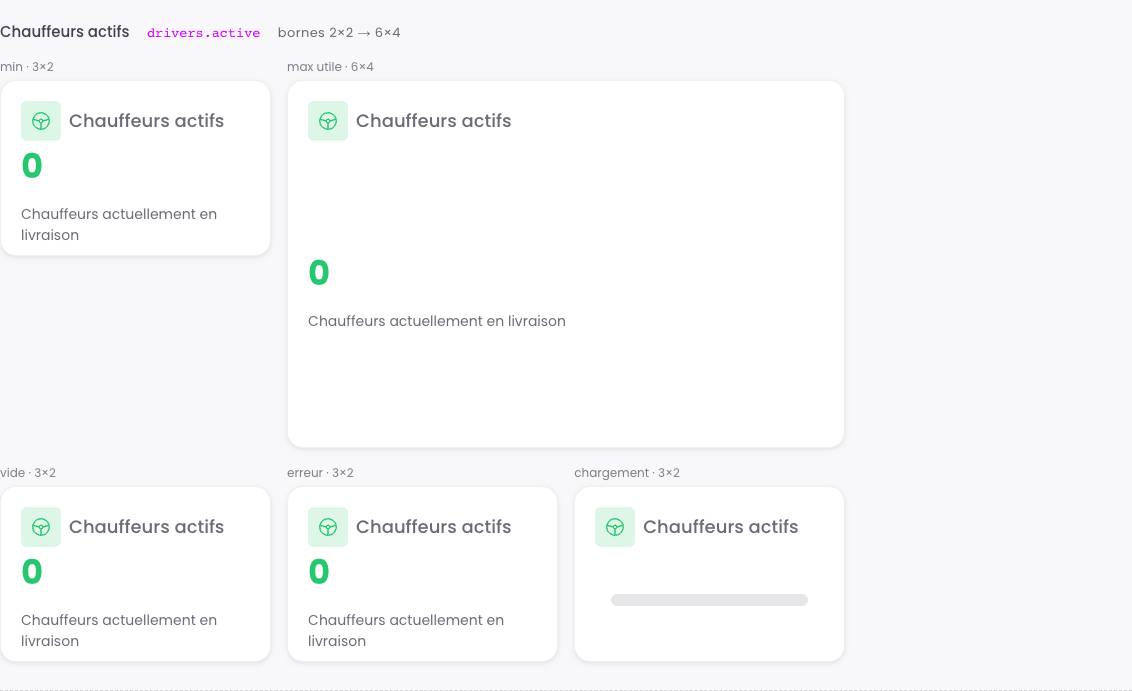 Chauffeurs actifs drivers.active bornes 2×2 → 6×4
min · 3×2
max utile · 6×4
Chauffeurs actifs
0
Chauffeurs actuellement en
livraison
Chauffeurs actifs
0
Chauffeurs actuellement en livraison
vide · 3×2
erreur · 3×2
chargement · 3×2
Chauffeurs actifs
0
Chauffeurs actuellement en
livraison
Chauffeurs actifs
0
Chauffeurs actuellement en
livraison
Chauffeurs actifs